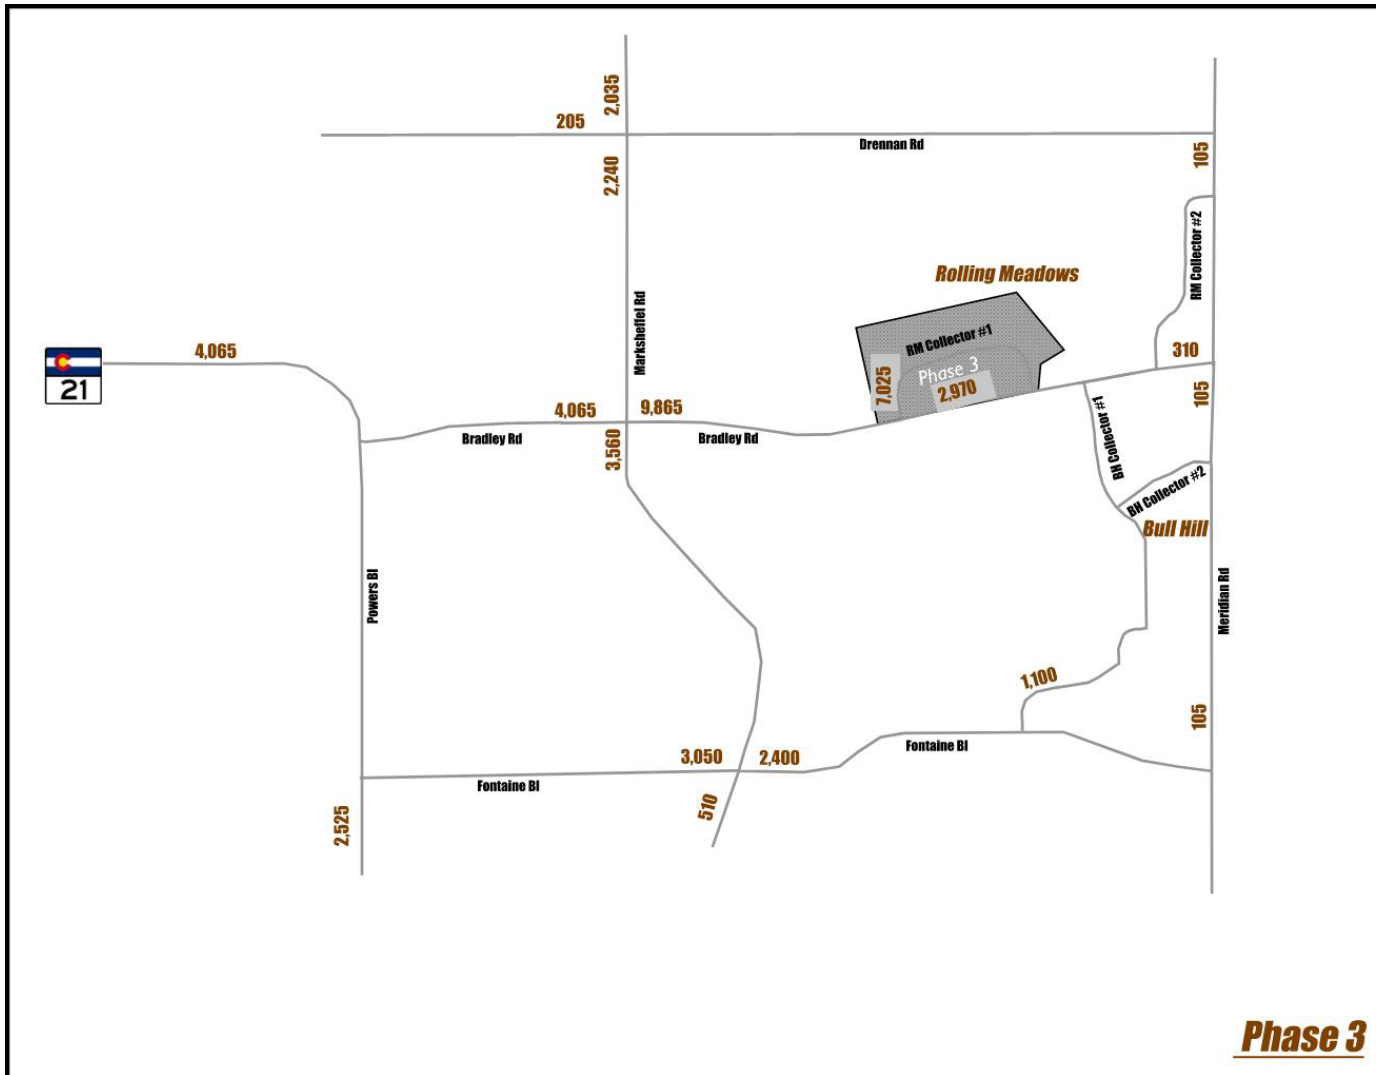 2,035
205
Drennan Rd
105
2,240
RM Collector #2
Rolling Meadows
Marksheffel Rd
RM Collector #1
4,065
310
21
Phase 3
7,025
2,970
105
4,065
9,865
BH Collector #1
Bradley Rd
Bradley Rd
3,560
BH Collector #2
Bull Hill
Powers Bl
Meridian Rd
1,100
105
Fontaine Bl
3,050
2,400
Fontaine Bl
510
2,525
Phase 3